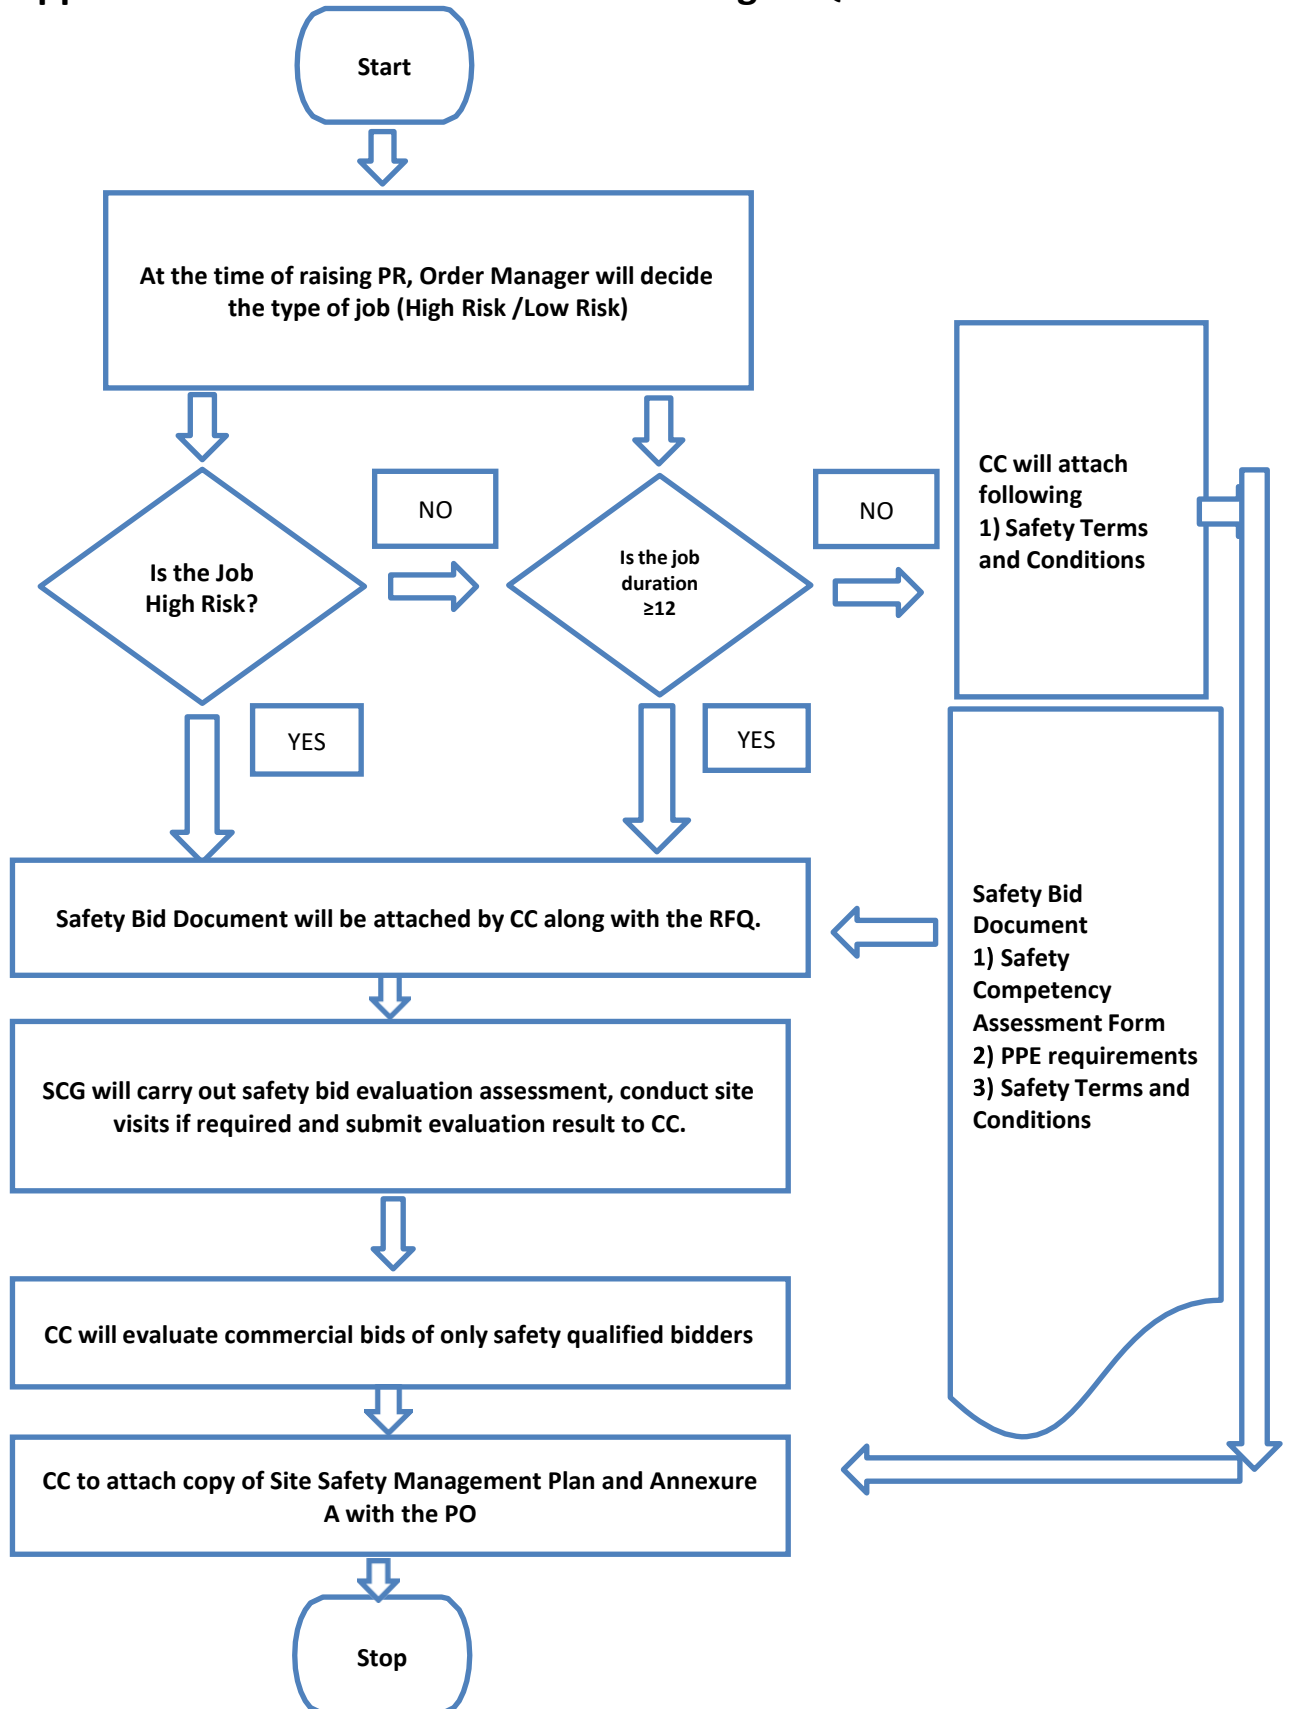 Start
At the time of raising PR, Order Manager will decide
the type of job (High Risk /Low Risk)
CC will attach
following
1) Safety Terms
and Conditions
NO
NO
Is the Job
High Risk?
Is the job
duration
≥12
YES
YES
Safety Bid Document will be attached by CC along with the RFQ.
Safety Bid
Document
1) Safety
Competency
Assessment Form
2) PPE requirements
3) Safety Terms and
Conditions
SCG will carry out safety bid evaluation assessment, conduct site
visits if required and submit evaluation result to CC.
CC will evaluate commercial bids of only safety qualified bidders
CC to attach copy of Site Safety Management Plan and Annexure
A with the PO
Stop